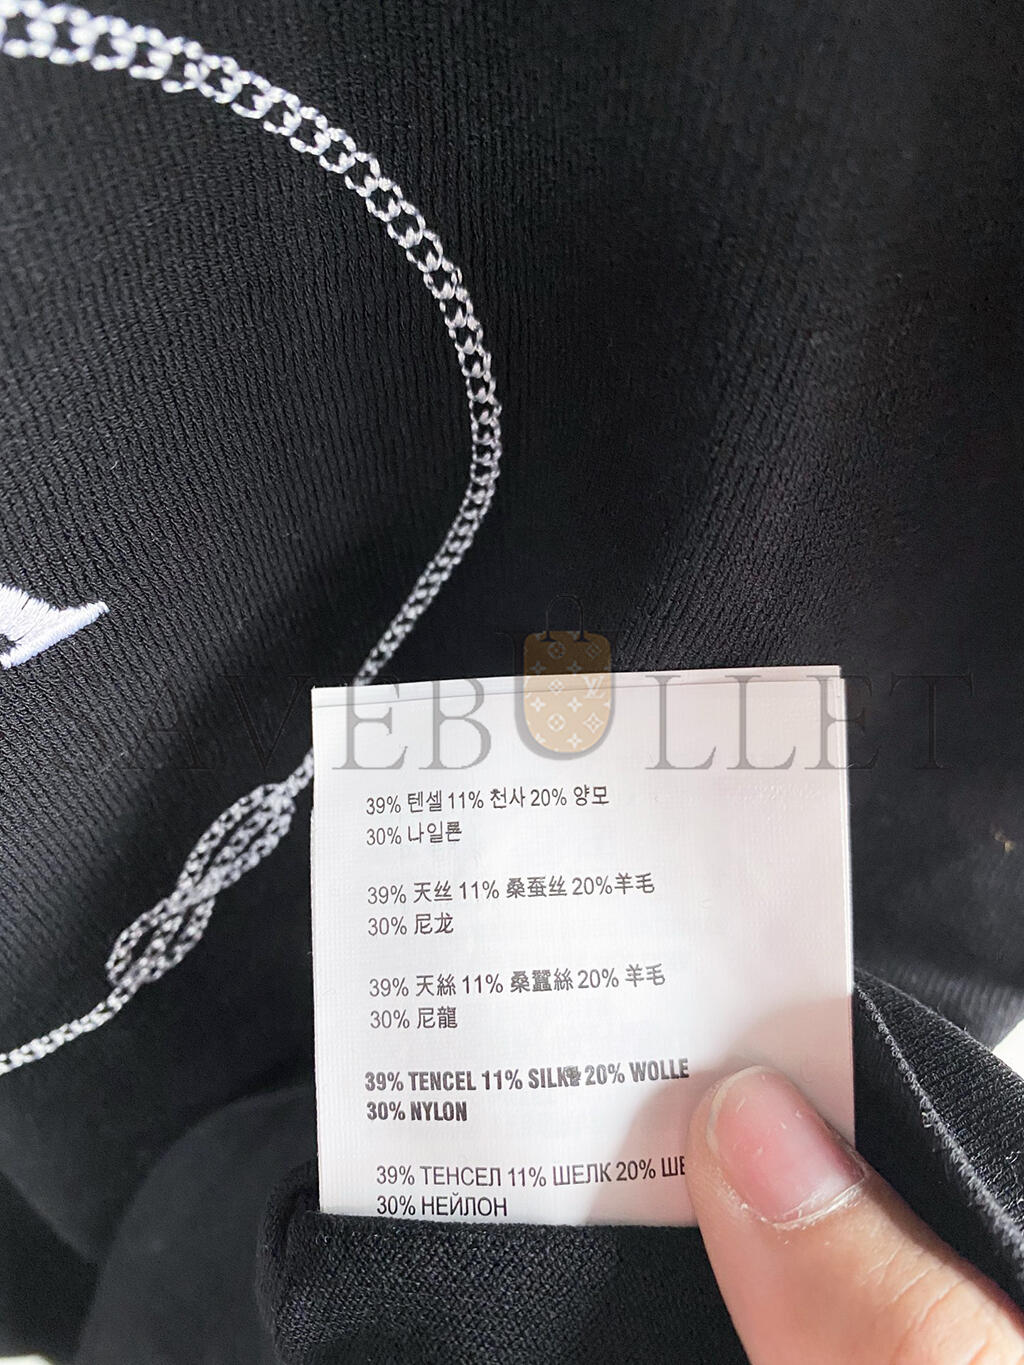 SAVEBULLET
39% 텐셀 11% 천사 20% 양모
30% 나일론
39% 天丝 11% 桑蚕丝 20% 羊毛
30% 尼龙
39% 天絲 11% 桑蠶絲 20% 羊毛
30% 尼龍
39% TENCEL 11% SILK 20% WOLLE
30% NYLON
39% ТЕНСЕЛ 11% ШЕЛК 20%
30% НЕЙЛОН